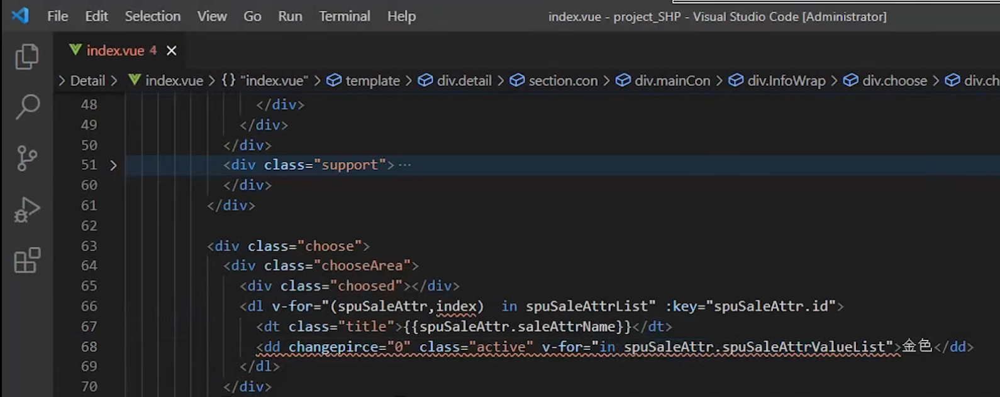 File Edit Selection View Go Run Terminal Help index.vue - project_SHP - Visual Studio Code [Administrator]
index.vue 4
> Detail > index.vue > {} "index.vue" > template > div.detail > section.con > div.mainCon > div.InfoWrap > div.choose > div.ch
48 </div>
49 </div>
50 </div>
51 <div class="support">···
60 </div>
61 </div>
62
63 <div class="choose">
64 <div class="chooseArea">
65 <div class="choosed"></div>
66 <dl v-for="(spuSaleAttr,index)  in spuSaleAttrList" :key="spuSaleAttr.id">
67 <dt class="title">{{spuSaleAttr.saleAttrName}}</dt>
68 <dd changepirce="0" class="active" v-for="in spuSaleAttr.spuSaleAttrValueList">金色</dd>
69 </dl>
70 </div>